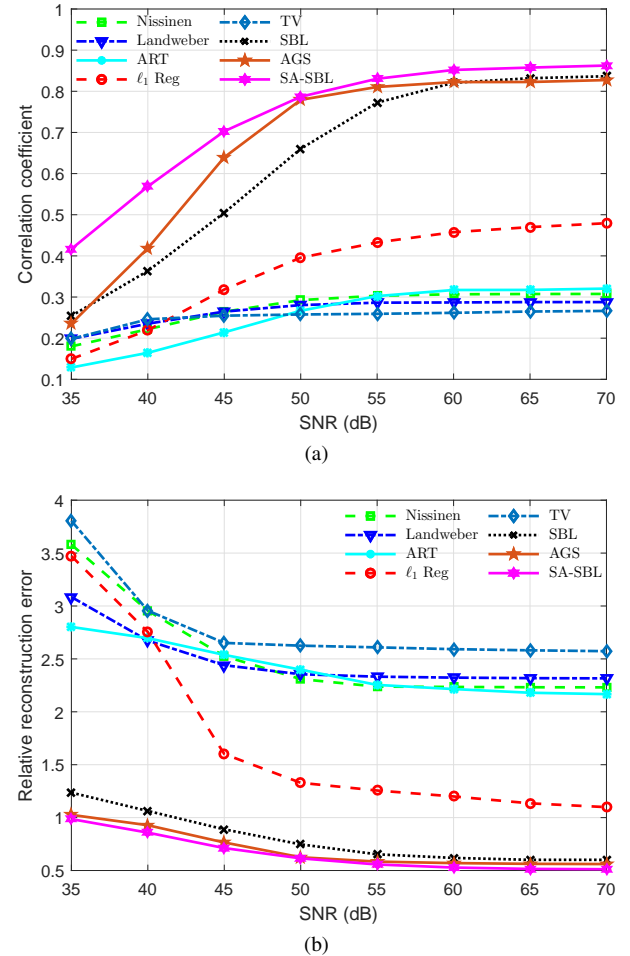 Nissinen TV
Landweber SBL
ART AGS
ℓ₁ Reg SA-SBL
1
0.9
0.8
0.7
0.6
0.5
0.4
0.3
0.2
0.1
Correlation coefficient
35 40 45 50 55 60 65 70
SNR (dB)
(a)
Nissinen TV
Landweber SBL
ART AGS
ℓ₁ Reg SA-SBL
4
3.5
3
2.5
2
1.5
1
0.5
Relative reconstruction error
35 40 45 50 55 60 65 70
SNR (dB)
(b)